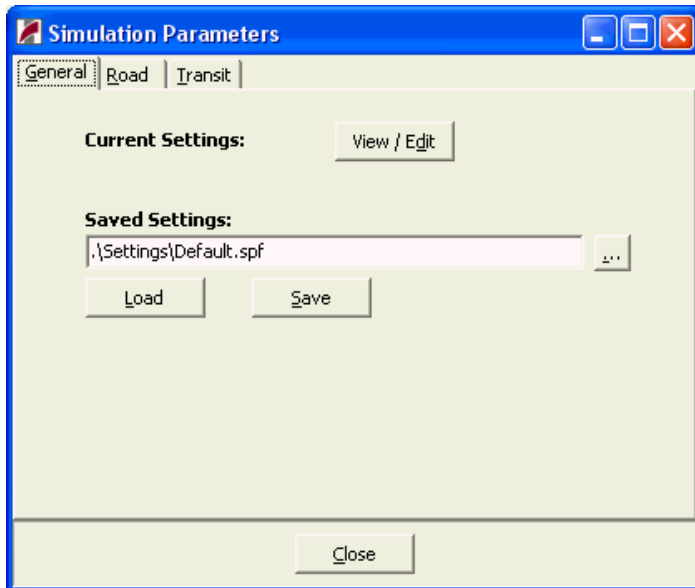 Simulation Parameters
General Road Transit
Current Settings: View / Edit
Saved Settings:
.\Settings\Default.spf ...
Load Save
Close